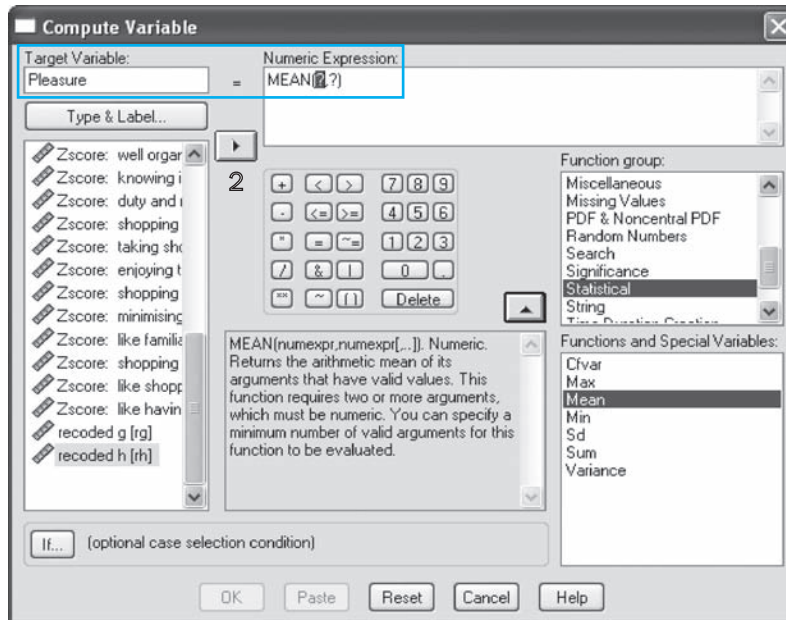 Compute Variable
Target Variable:
Pleasure
=
Numeric Expression:
MEAN(?,?)
Type & Label...
2
Zscore: well orgar
Zscore: knowing i
Zscore: duty and
Zscore: shopping
Zscore: taking sho
Zscore: enjoying t
Zscore: shopping
Zscore: minimising
Zscore: like familia
Zscore: shopping
Zscore: like shopp
Zscore: like havin
recoded g [rg]
recoded h [rh]
+ < > 7 8 9
- <= >= 4 5 6
* = ~= 1 2 3
/ & | 0 .
** ~ () Delete
MEAN(numexpr,numexpr[,..]). Numeric.
Returns the arithmetic mean of its
arguments that have valid values. This
function requires two or more arguments,
which must be numeric. You can specify a
minimum number of valid arguments for this
function to be evaluated.
Function group:
Miscellaneous
Missing Values
PDF & Noncentral PDF
Random Numbers
Search
Significance
Statistical
String
Time Duration Creation
Functions and Special Variables:
Cfvar
Max
Mean
Min
Sd
Sum
Variance
If... (optional case selection condition)
OK Paste Reset Cancel Help